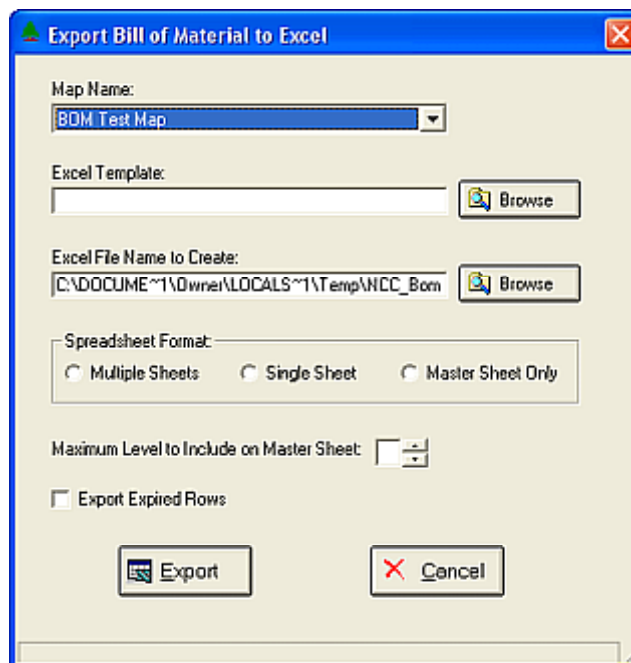 Export Bill of Material to Excel
Map Name:
BOM Test Map
Excel Template:
Browse
Excel File Name to Create:
C:\DOCUME~1\Owner\LOCALS~1\Temp\NCC_Bom
Browse
Spreadsheet Format:
Multiple Sheets Single Sheet Master Sheet Only
Maximum Level to Include on Master Sheet:
Export Expired Rows
Export Cancel